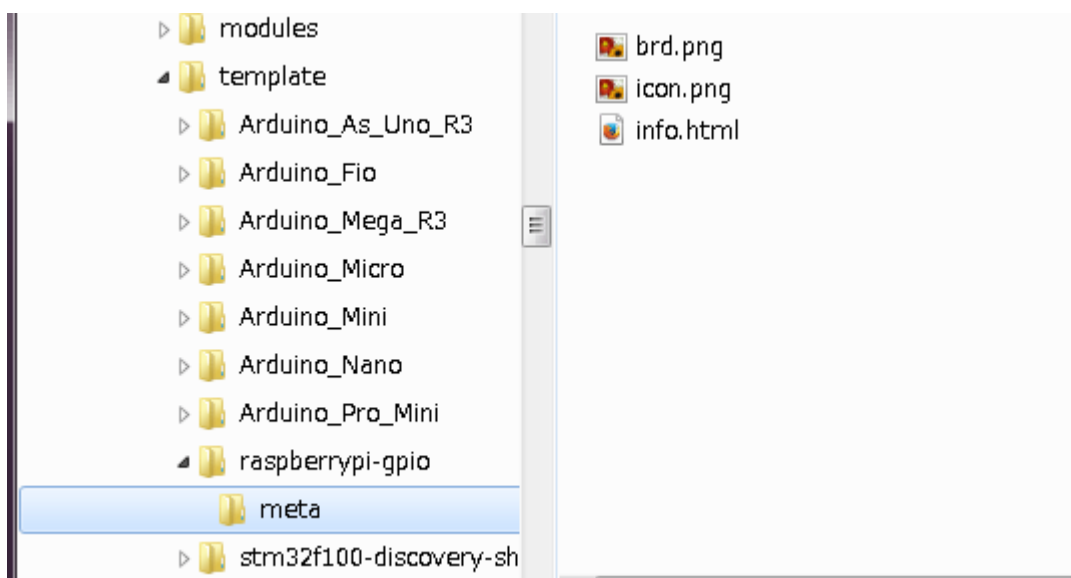 modules
template
Arduino_As_Uno_R3
Arduino_Fio
Arduino_Mega_R3
Arduino_Micro
Arduino_Mini
Arduino_Nano
Arduino_Pro_Mini
raspberrypi-gpio
meta
stm32f100-discovery-sh
brd.png
icon.png
info.html